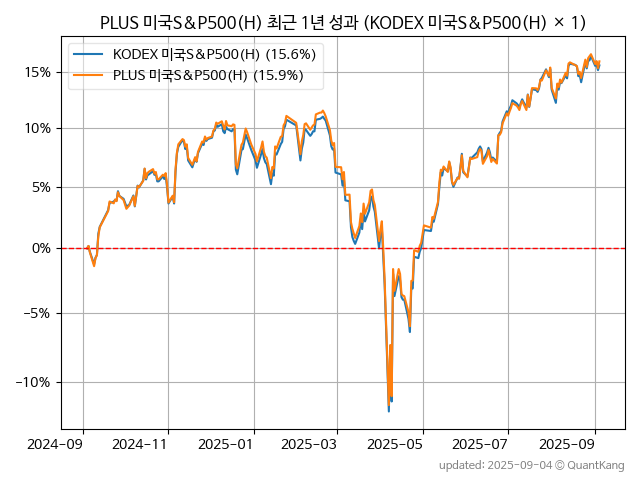 PLUS 미국S&P500(H) 최근 1년 성과 (KODEX 미국S&P500(H) × 1)
KODEX 미국S&P500(H) (15.6%)
PLUS 미국S&P500(H) (15.9%)
15%
10%
5%
0%
−5%
−10%
2024-09 2024-11 2025-01 2025-03 2025-05 2025-07 2025-09
updated: 2025-09-04 © QuantKang